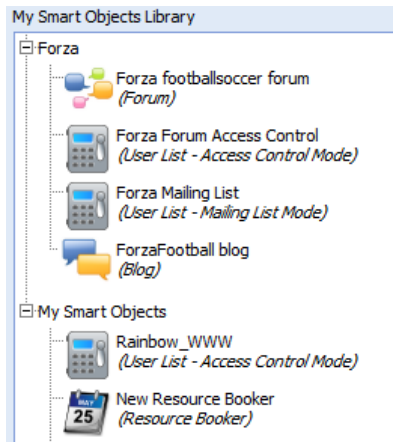 My Smart Objects Library
Forza
Forza footballsoccer forum
(Forum)
Forza Forum Access Control
(User List - Access Control Mode)
Forza Mailing List
(User List - Mailing List Mode)
ForzaFootball blog
(Blog)
My Smart Objects
Rainbow_WWW
(User List - Access Control Mode)
MAY
25
New Resource Booker
(Resource Booker)